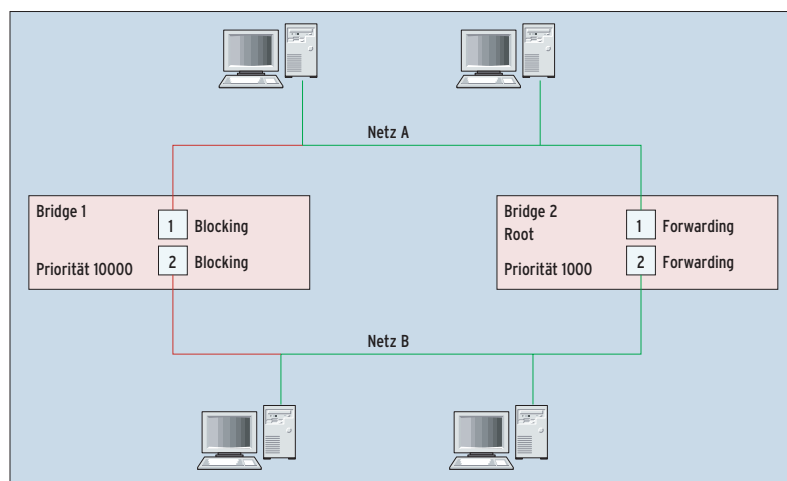 Netz A
Bridge 1
1 Blocking
2 Blocking
Priorität 10000
Bridge 2
Root
1 Forwarding
Priorität 1000
2 Forwarding
Netz B